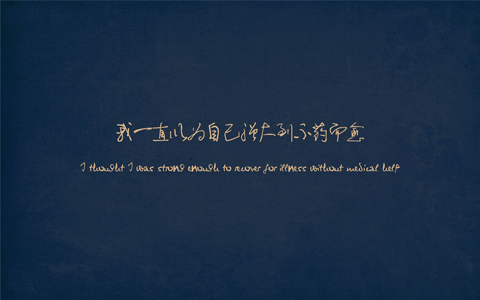 我一直以为自己强大到不药而愈
I thought I was strong enough to recover for illness without medical help